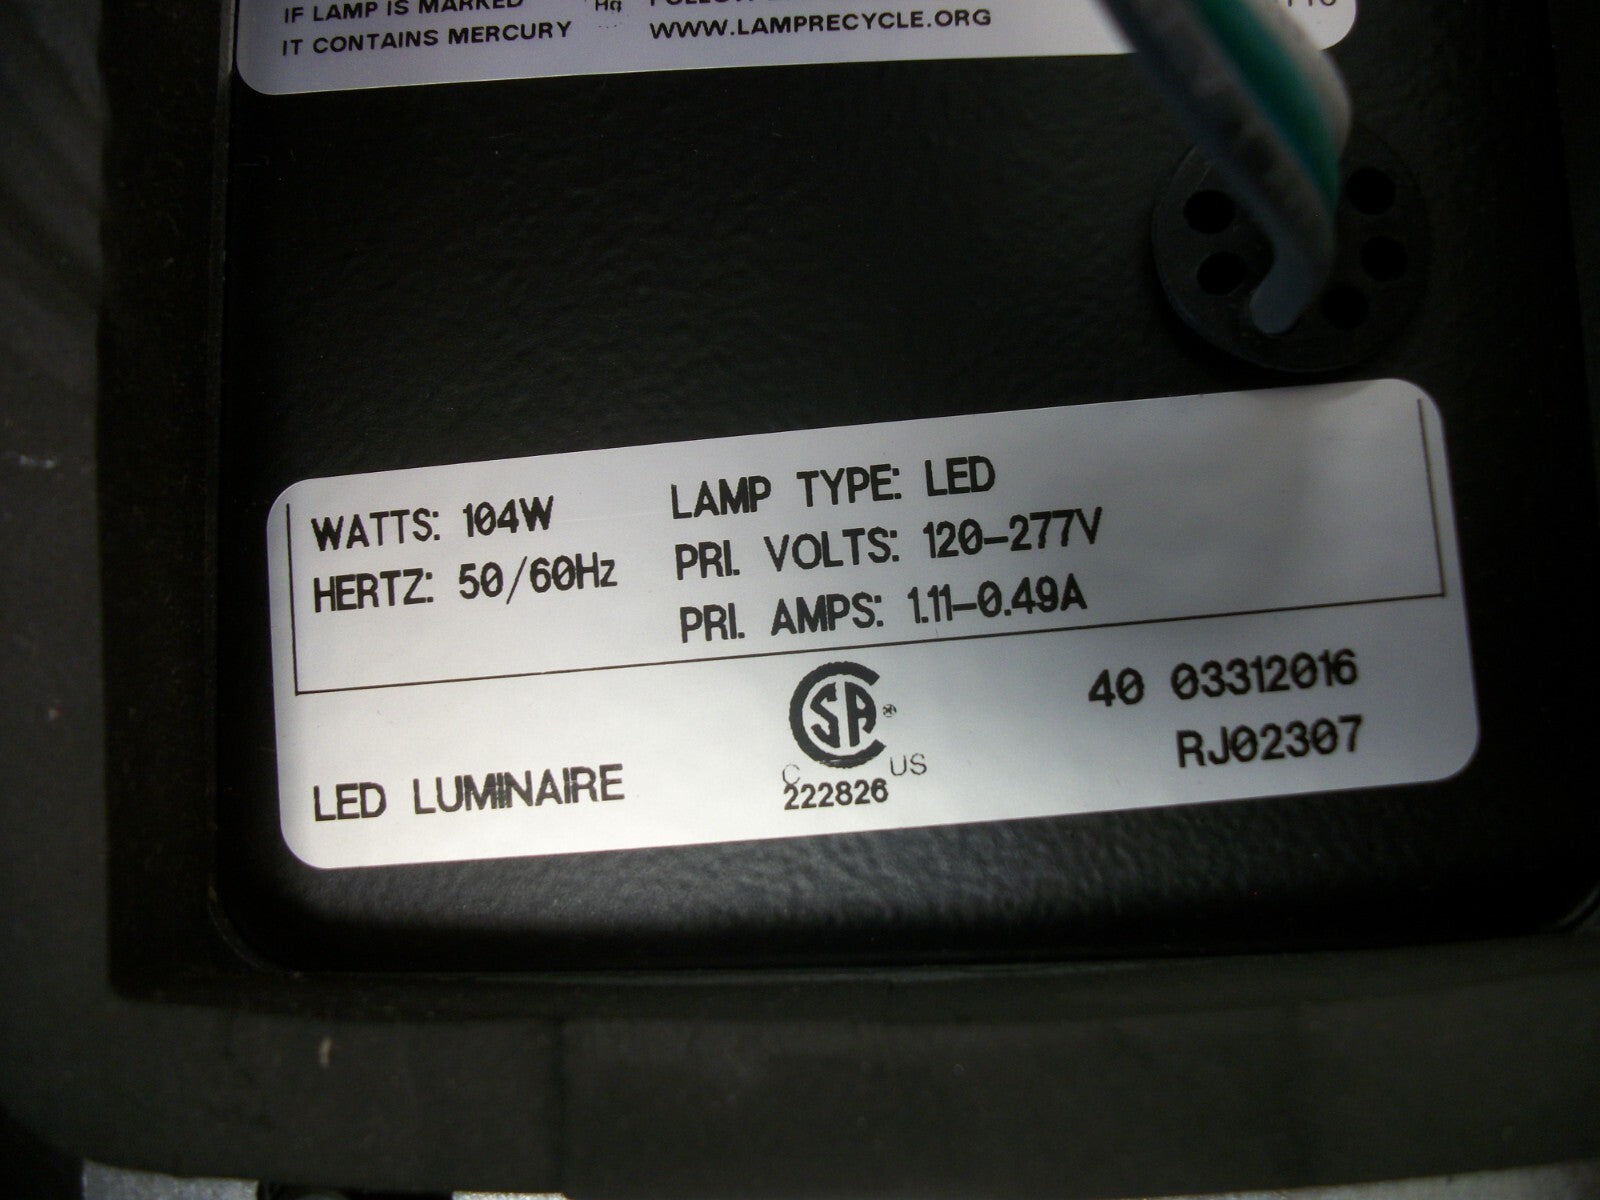 IF LAMP IS MARKED Hg
IT CONTAINS MERCURY
WWW.LAMPRECYCLE.ORG
WATTS: 104W
HERTZ: 50/60Hz
LAMP TYPE: LED
PRI. VOLTS: 120-277V
PRI. AMPS: 1.11-0.49A
LED LUMINAIRE
CSA
C US
222826
40 03312016
RJ02307